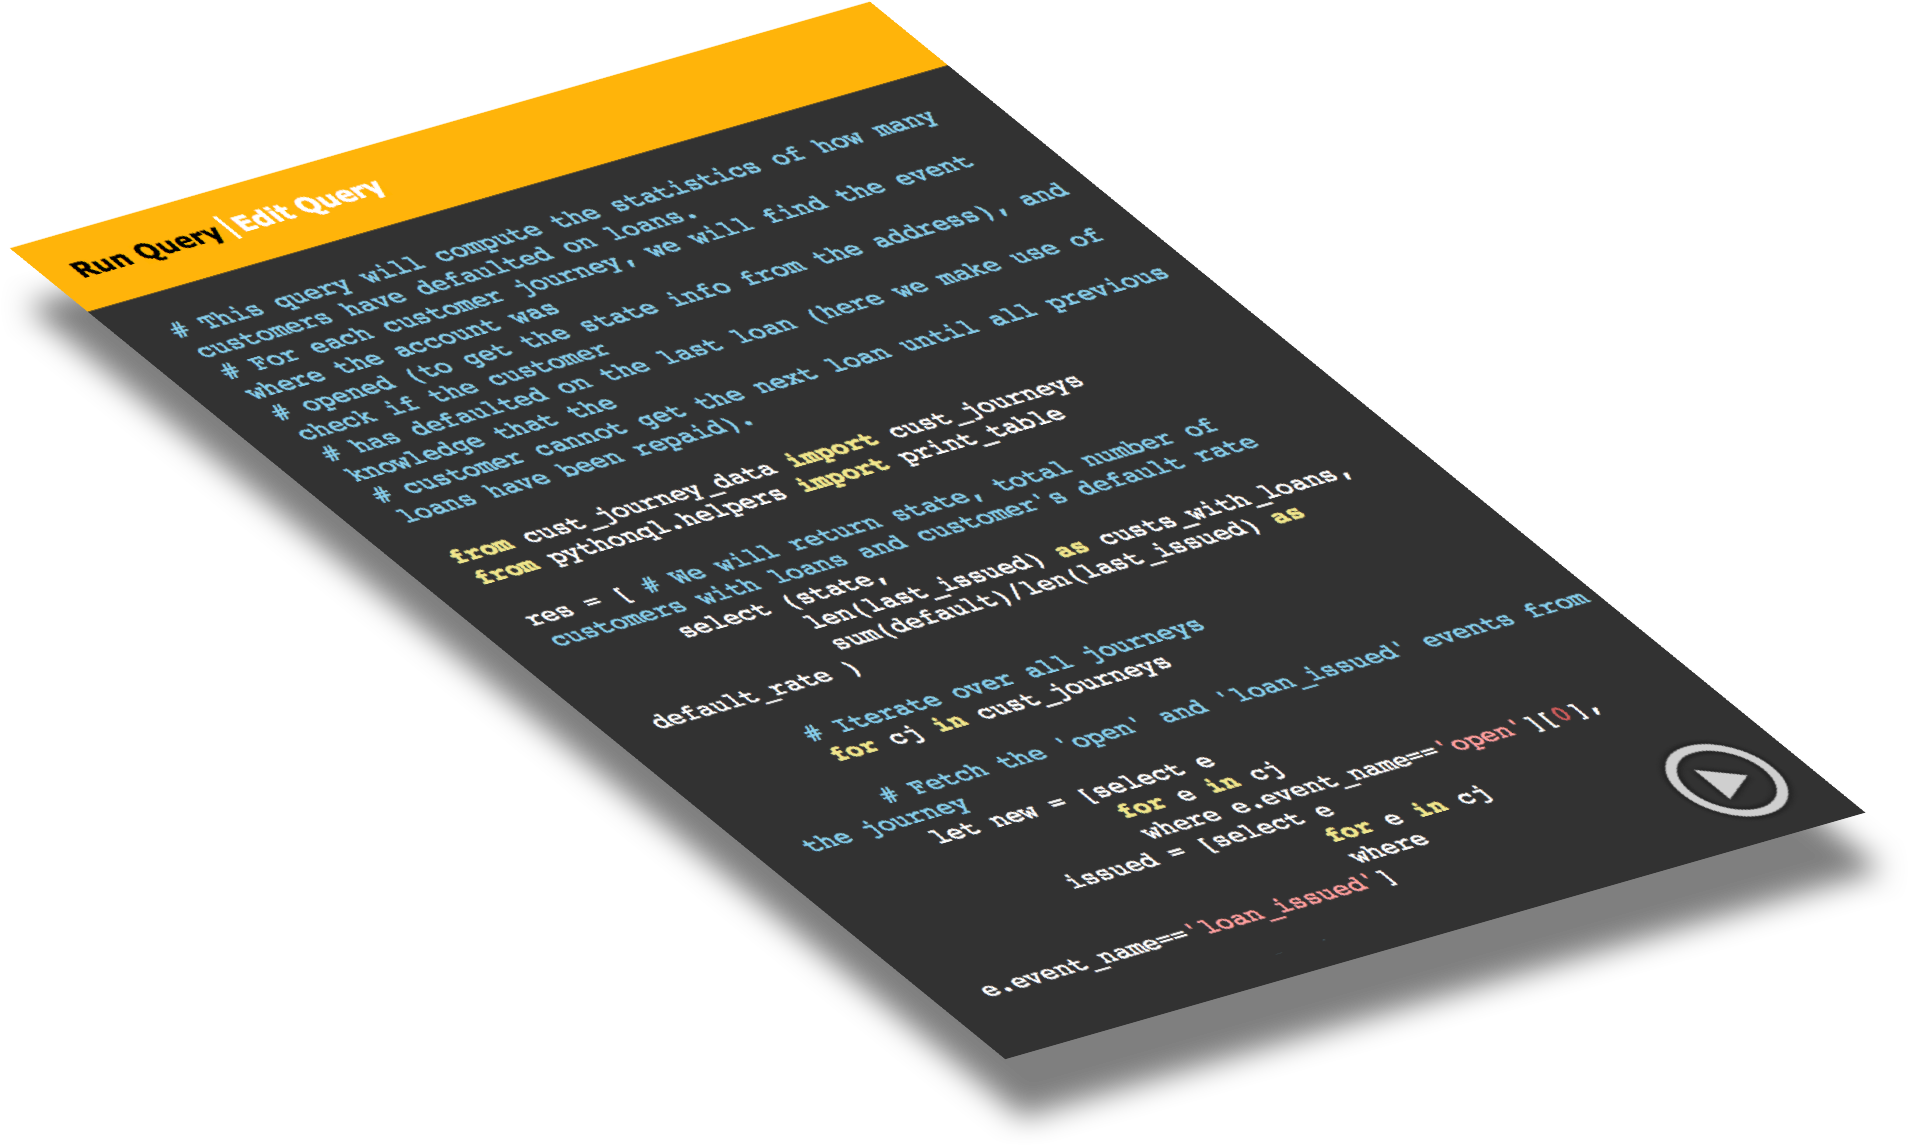 Run Query | Edit Query
# This query will compute the statistics of how many
customers have defaulted on loans.
# For each customer journey, we will find the event
where the account was
# opened (to get the state info from the address), and
check if the customer
# has defaulted on the last loan (here we make use of
knowledge that the
# customer cannot get the next loan until all previous
loans have been repaid).
from cust_journey_data import cust_journeys
from pythonql.helpers import print_table
res = [ # We will return state, total number of
customers with loans and customer's default rate
select (state,
len(last_issued) as custs_with_loans,
sum(default)/len(last_issued) as
default_rate )
# Iterate over all journeys
for cj in cust_journeys
# Fetch the 'open' and 'loan_issued' events from
the journey
let new = [select e
for e in cj
where e.event_name=='open'][0],
issued = [select e
for e in cj
where
e.event_name=='loan_issued']